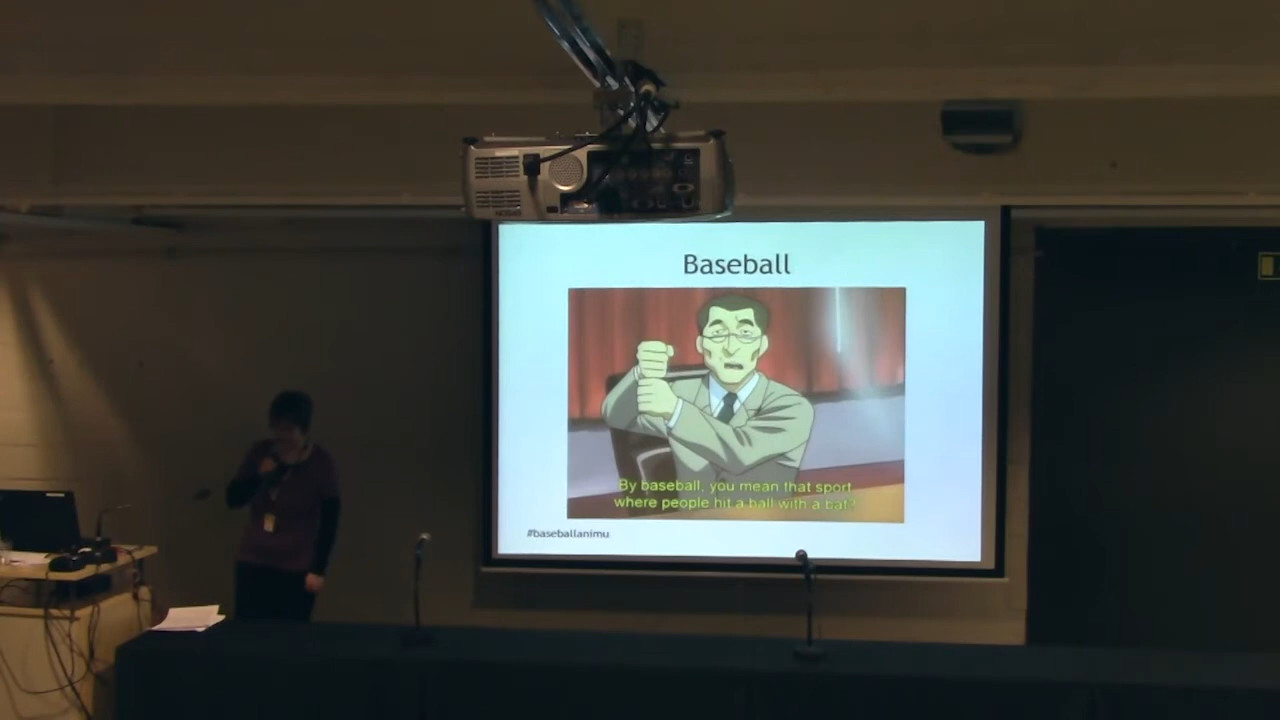 Baseball
By baseball, you mean that sport
where people hit a ball with a bat?
#baseballanimu